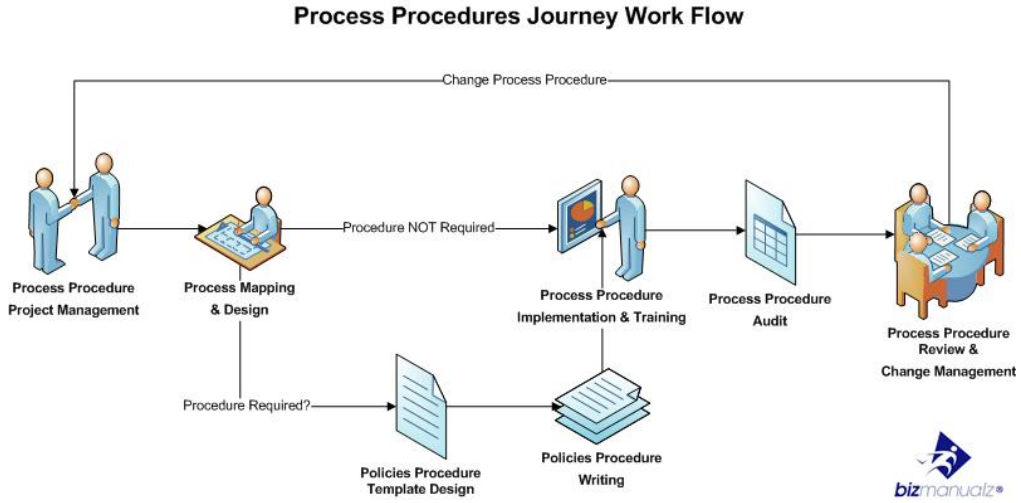 Process Procedures Journey Work Flow
Change Process Procedure
Procedure NOT Required
Process Procedure
Project Management
Process Mapping
& Design
Process Procedure
Implementation & Training
Process Procedure
Audit
Process Procedure
Review &
Change Management
Procedure Required?
Policies Procedure
Template Design
Policies Procedure
Writing
bizmanualz®